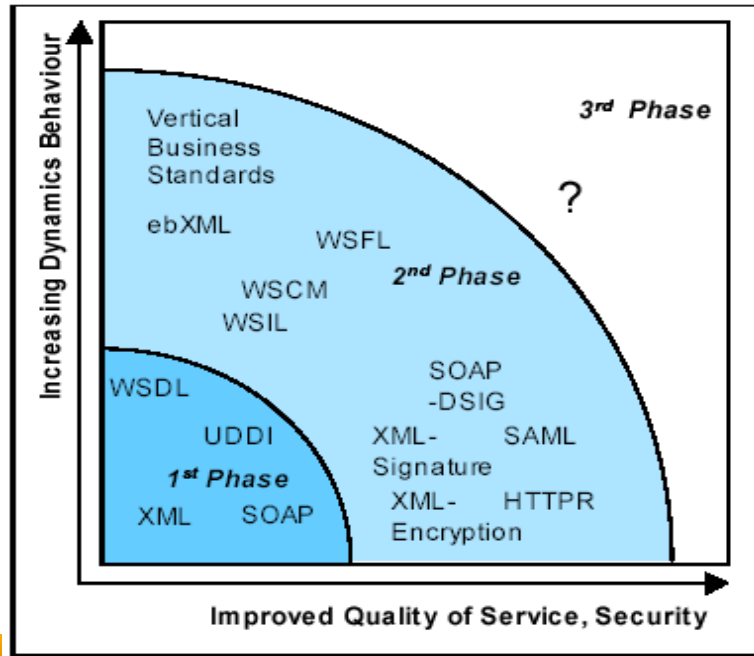 Increasing Dynamics Behaviour
3rd Phase
?
Vertical
Business
Standards
ebXML
WSFL
2nd Phase
WSCM
WSIL
SOAP
-DSIG
XML-
Signature
SAML
XML-
Encryption
HTTPR
WSDL
UDDI
1st Phase
XML
SOAP
Improved Quality of Service, Security